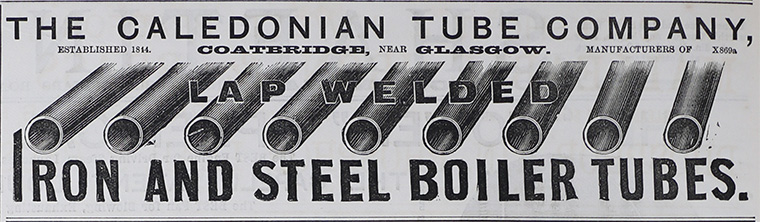 THE CALEDONIAN TUBE COMPANY,
ESTABLISHED 1844. COATBRIDGE, NEAR GLASGOW. MANUFACTURERS OF X869a
LAP WELDED
IRON AND STEEL BOILER TUBES.